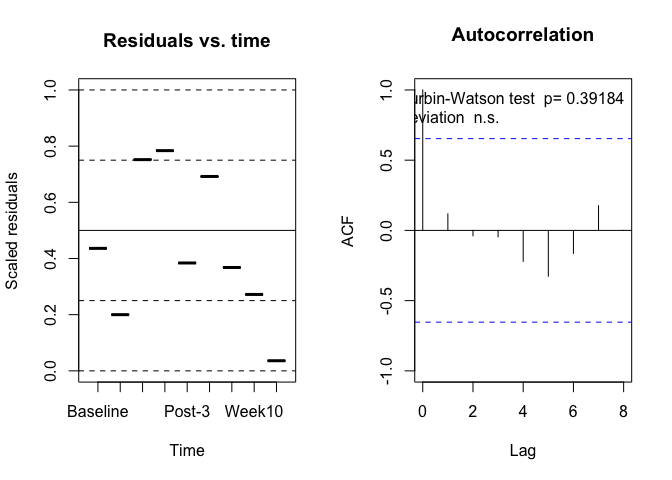 Residuals vs. time
Scaled residuals
1.0
0.8
0.6
0.4
0.2
0.0
Baseline Post-3 Week10
Time
Autocorrelation
urbin-Watson test p= 0.39184
eviation n.s.
ACF
1.0
0.5
0.0
-0.5
-1.0
0 2 4 6 8
Lag